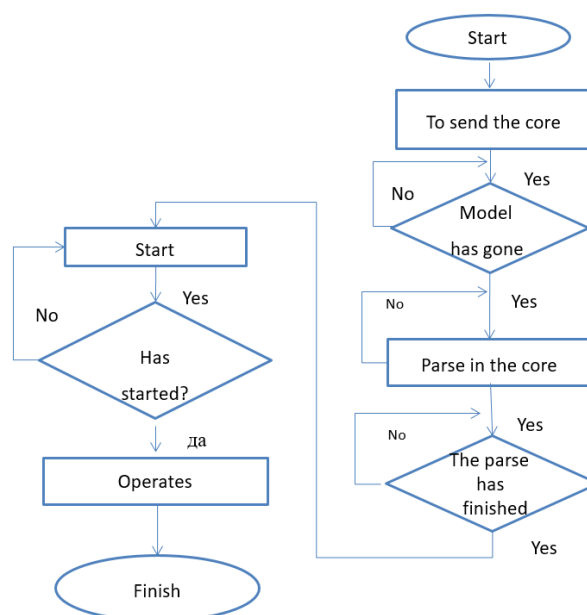 Start
To send the core
Yes
No
Model
has gone
Yes
No
Parse in the core
Yes
No
The parse
has
finished
Yes
Start
Yes
No
Has
started?
да
Operates
Finish